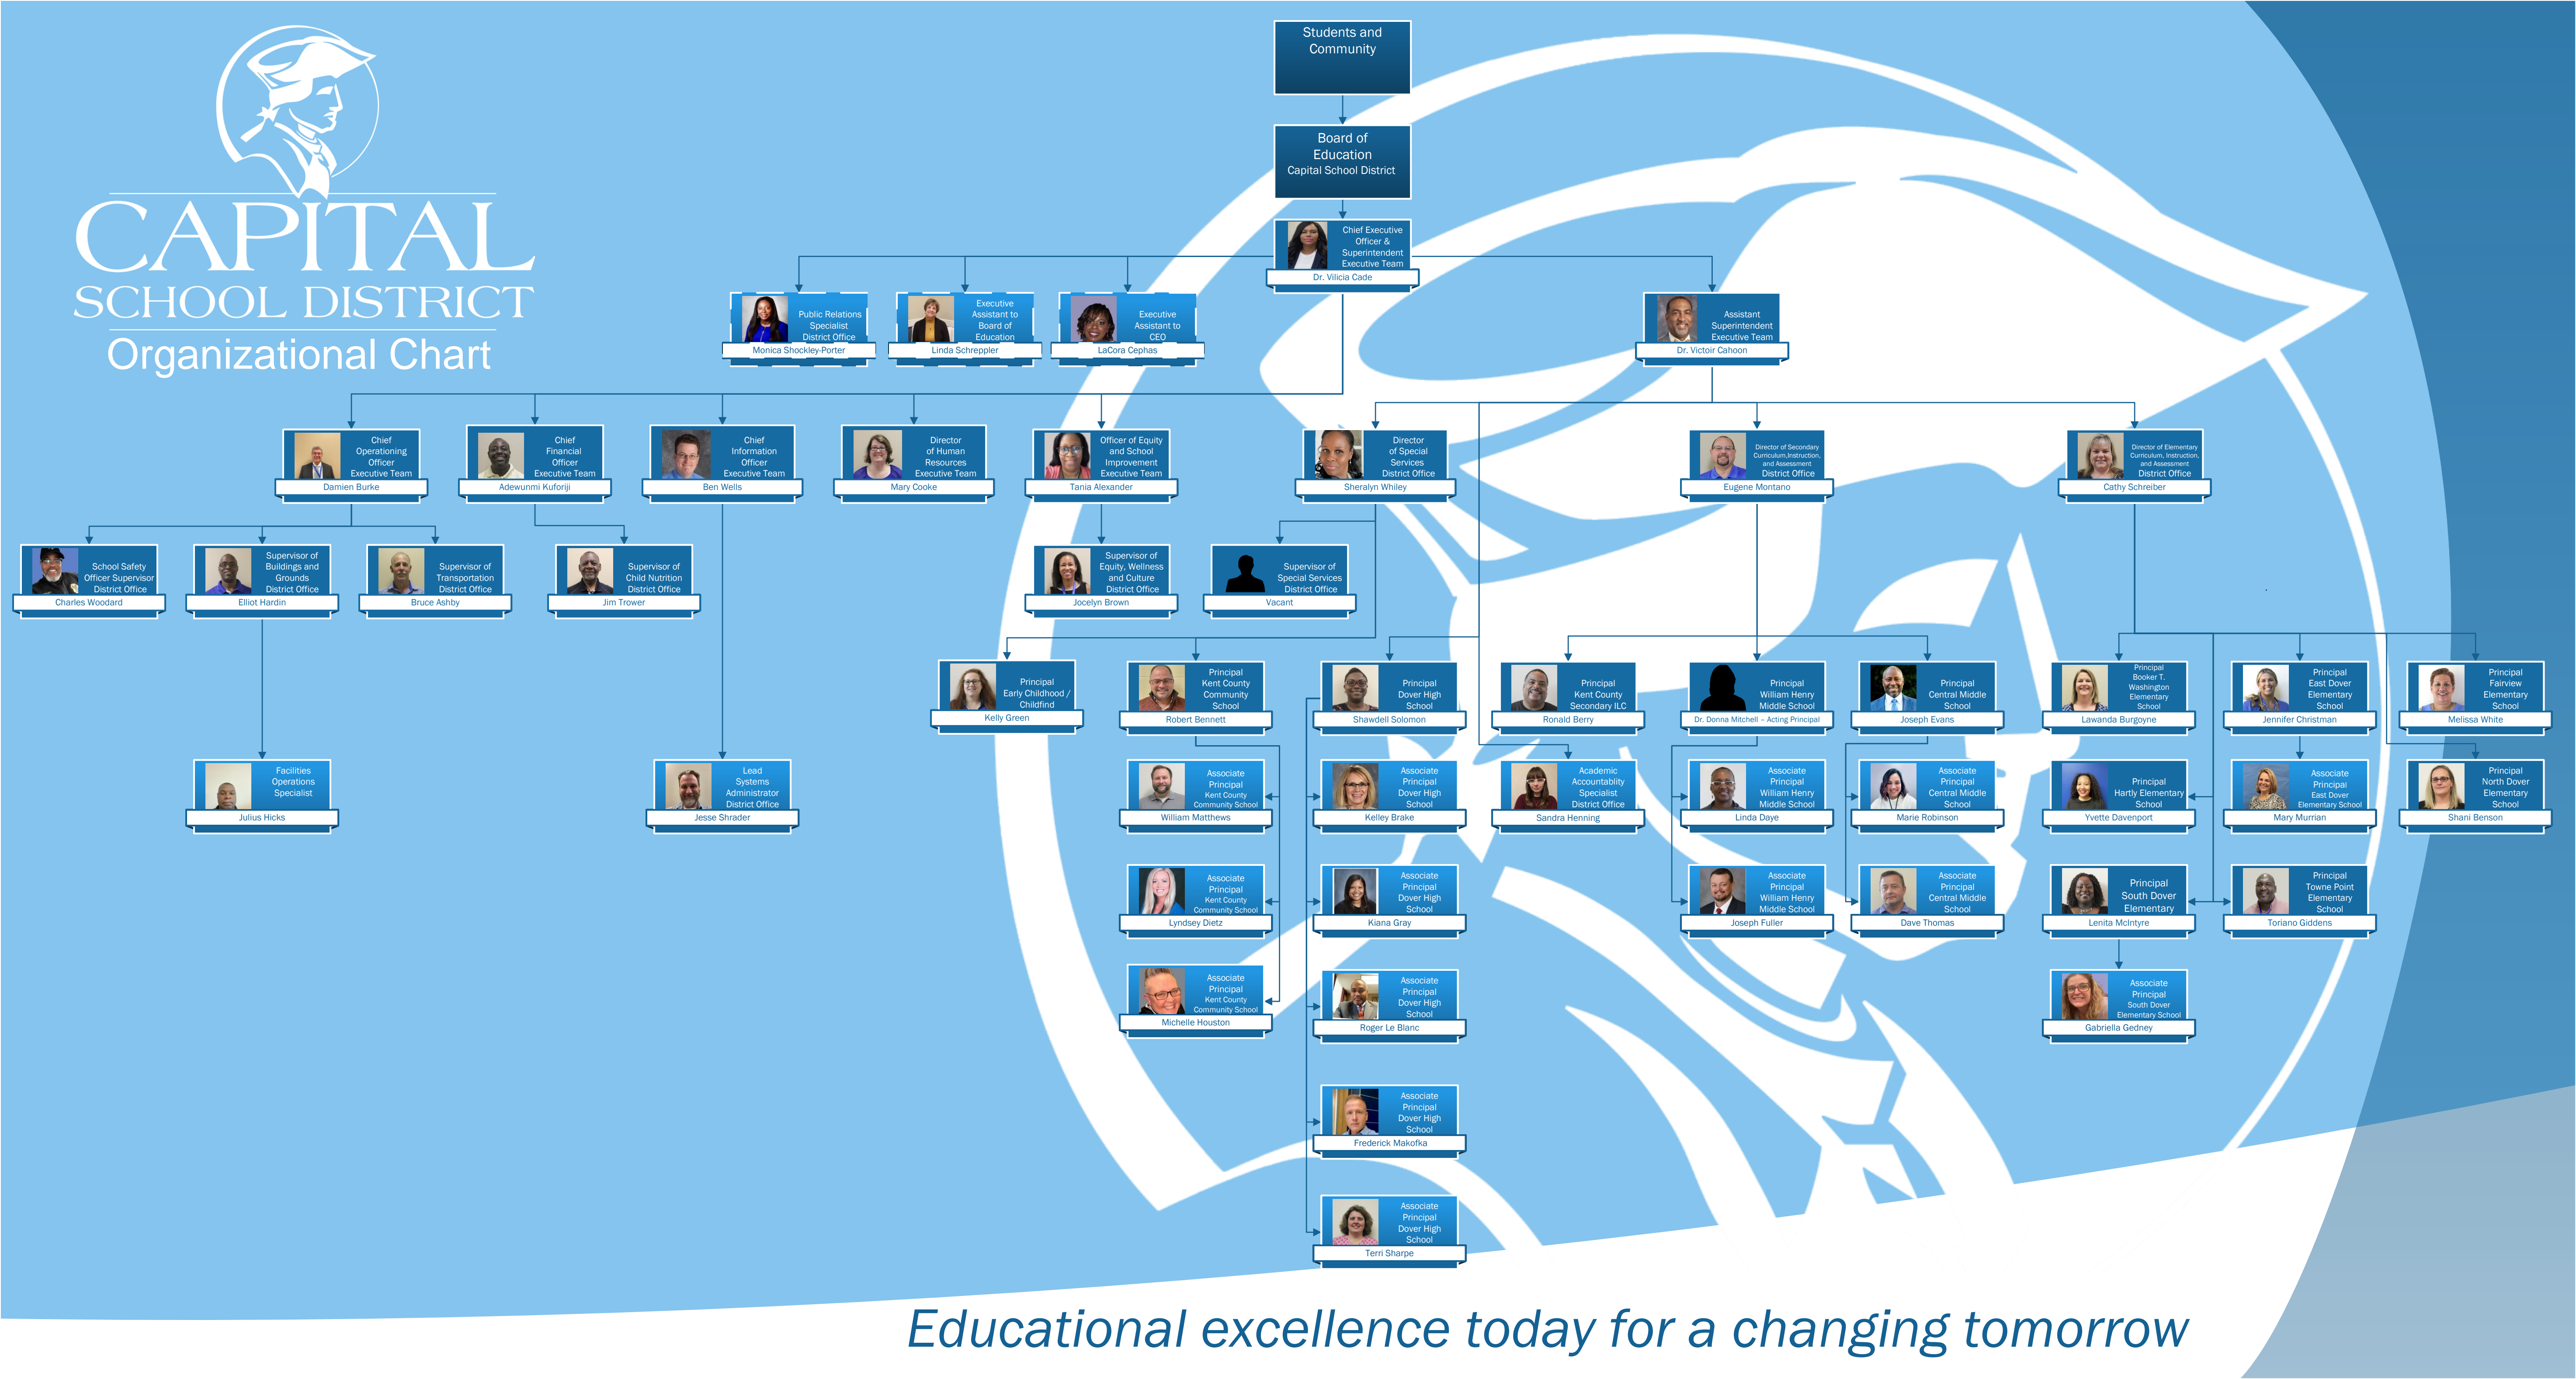 CAPITAL
SCHOOL DISTRICT
Organizational Chart
Students and
Community
Board of
Education
Capital School District
Chief Executive
Officer &
Superintendent
Executive Team
Dr. Vilicia Cade
Public Relations
Specialist
District Office
Monica Shockley-Porter
Executive
Assistant to
Board of
Education
Linda Schreppler
Executive
Assistant to
CEO
LaCora Cephas
Assistant
Superintendent
Executive Team
Dr. Victoir Cahoon
Chief
Operationing
Officer
Executive Team
Damien Burke
Chief
Financial
Officer
Executive Team
Adewunmi Kuforiji
Chief
Information
Officer
Executive Team
Ben Wells
Director
of Human
Resources
Executive Team
Mary Cooke
Officer of Equity
and School
Improvement
Executive Team
Tania Alexander
Director
of Special
Services
District Office
Sheralyn Whiley
Director of Secondary
Curriculum,Instruction,
and Assessment
District Office
Eugene Montano
Director of Elementary
Curriculum, Instruction,
and Assessment
District Office
Cathy Schreiber
School Safety
Officer Supervisor
District Office
Charles Woodard
Supervisor of
Buildings and
Grounds
District Office
Elliot Hardin
Supervisor of
Transportation
District Office
Bruce Ashby
Supervisor of
Child Nutrition
District Office
Jim Trower
Supervisor of
Equity, Wellness
and Culture
District Office
Jocelyn Brown
Supervisor of
Special Services
District Office
Vacant
Principal
Early Childhood /
Childfind
Kelly Green
Principal
Kent County
Community
School
Robert Bennett
Principal
Dover High
School
Shawdell Solomon
Principal
Kent County
Secondary ILC
Ronald Berry
Principal
William Henry
Middle School
Dr. Donna Mitchell – Acting Principal
Principal
Central Middle
School
Joseph Evans
Principal
Booker T.
Washington
Elementary
School
Lawanda Burgoyne
Principal
East Dover
Elementary
School
Jennifer Christman
Principal
Fairview
Elementary
School
Melissa White
Facilities
Operations
Specialist
Julius Hicks
Lead
Systems
Administrator
District Office
Jesse Shrader
Associate
Principal
Kent County
Community School
William Matthews
Associate
Principal
Dover High
School
Kelley Brake
Academic
Accountablity
Specialist
District Office
Sandra Henning
Associate
Principal
William Henry
Middle School
Linda Daye
Associate
Principal
Central Middle
School
Marie Robinson
Principal
Hartly Elementary
School
Yvette Davenport
Associate
Principal
East Dover
Elementary School
Mary Murrian
Principal
North Dover
Elementary
School
Shani Benson
Associate
Principal
Kent County
Community School
Lyndsey Dietz
Associate
Principal
Dover High
School
Kiana Gray
Associate
Principal
William Henry
Middle School
Joseph Fuller
Associate
Principal
Central Middle
School
Dave Thomas
Principal
South Dover
Elementary
Lenita McIntyre
Principal
Towne Point
Elementary
School
Toriano Giddens
Associate
Principal
Kent County
Community School
Michelle Houston
Associate
Principal
Dover High
School
Roger Le Blanc
Associate
Principal
South Dover
Elementary School
Gabriella Gedney
Associate
Principal
Dover High
School
Frederick Makofka
Associate
Principal
Dover High
School
Terri Sharpe
Educational excellence today for a changing tomorrow